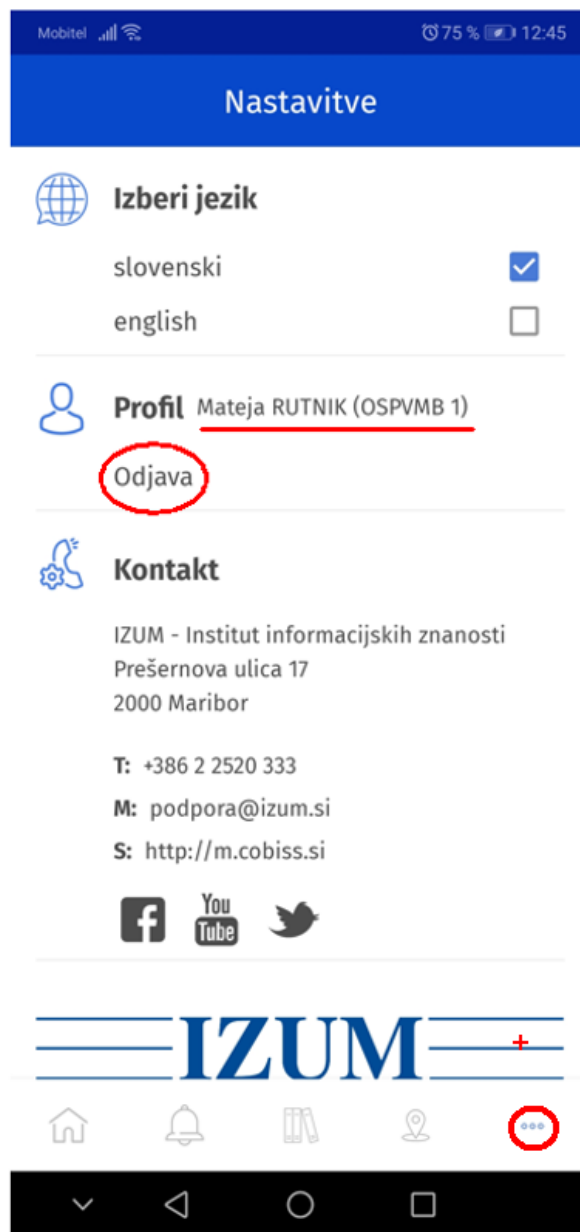 Mobitel 75 % 12:45
Nastavitve
Izberi jezik
slovenski
english
Profil Mateja RUTNIK (OSPVMB 1)
Odjava
Kontakt
IZUM - Institut informacijskih znanosti
Prešernova ulica 17
2000 Maribor
T: +386 2 2520 333
M: podpora@izum.si
S: http://m.cobiss.si
You
Tube
IZUM